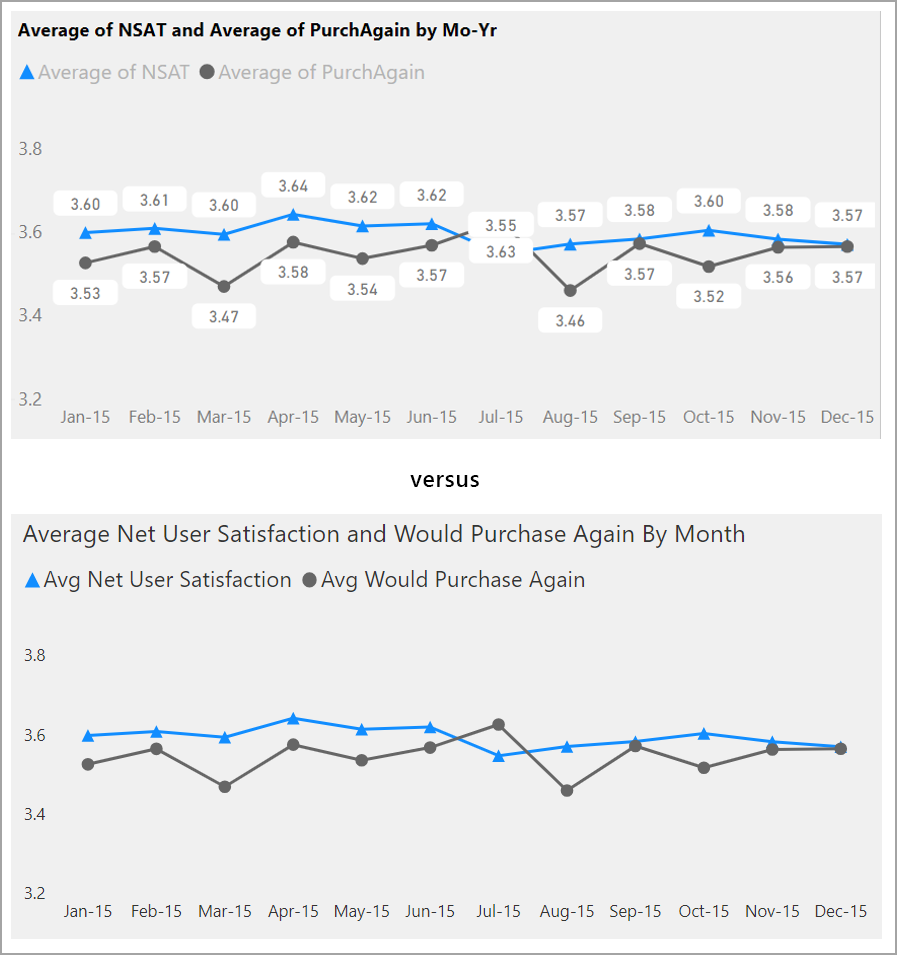 Average of NSAT and Average of PurchAgain by Mo-Yr
Average of NSAT Average of PurchAgain
3.8
3.64
3.60 3.61 3.60 3.62 3.62 3.55 3.57 3.58 3.60 3.58 3.57
3.6
3.53 3.57 3.47 3.58 3.54 3.57 3.63 3.46 3.57 3.52 3.56 3.57
3.4
3.2
Jan-15 Feb-15 Mar-15 Apr-15 May-15 Jun-15 Jul-15 Aug-15 Sep-15 Oct-15 Nov-15 Dec-15
versus
Average Net User Satisfaction and Would Purchase Again By Month
Avg Net User Satisfaction Avg Would Purchase Again
3.8
3.6
3.4
3.2
Jan-15 Feb-15 Mar-15 Apr-15 May-15 Jun-15 Jul-15 Aug-15 Sep-15 Oct-15 Nov-15 Dec-15